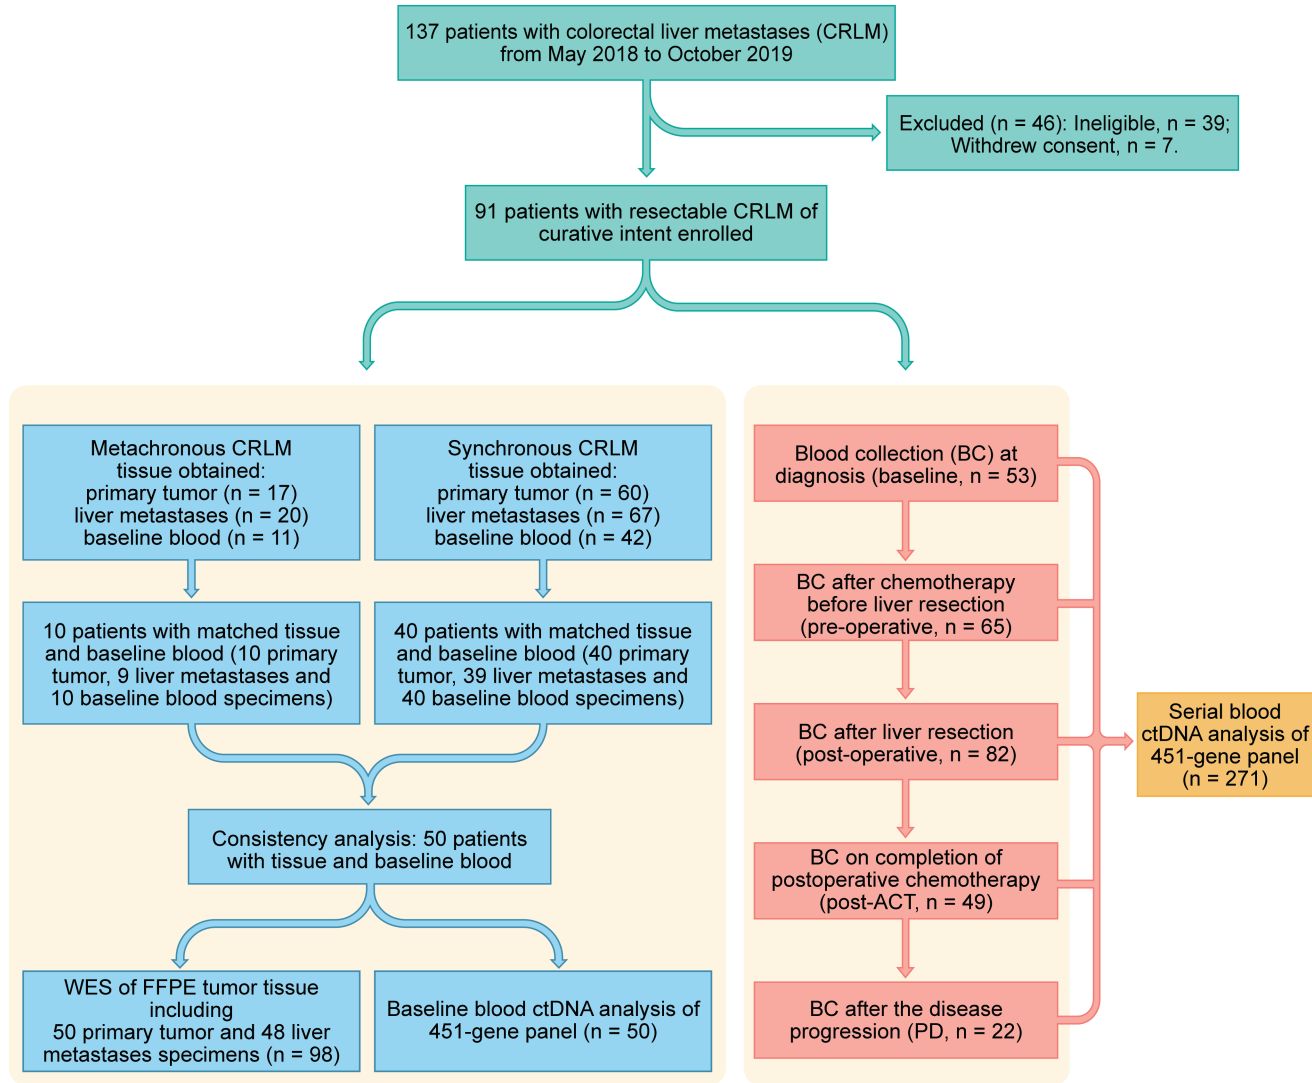 137 patients with colorectal liver metastases (CRLM)
from May 2018 to October 2019
Excluded (n = 46): Ineligible, n = 39;
Withdrew consent, n = 7.
91 patients with resectable CRLM of
curative intent enrolled
Metachronous CRLM
tissue obtained:
primary tumor (n = 17)
liver metastases (n = 20)
baseline blood (n = 11)
Synchronous CRLM
tissue obtained:
primary tumor (n = 60)
liver metastases (n = 67)
baseline blood (n = 42)
10 patients with matched tissue
and baseline blood (10 primary
tumor, 9 liver metastases and
10 baseline blood specimens)
40 patients with matched tissue
and baseline blood (40 primary
tumor, 39 liver metastases and
40 baseline blood specimens)
Consistency analysis: 50 patients
with tissue and baseline blood
WES of FFPE tumor tissue
including
50 primary tumor and 48 liver
metastases specimens (n = 98)
Baseline blood ctDNA analysis of
451-gene panel (n = 50)
Blood collection (BC) at
diagnosis (baseline, n = 53)
BC after chemotherapy
before liver resection
(pre-operative, n = 65)
BC after liver resection
(post-operative, n = 82)
BC on completion of
postoperative chemotherapy
(post-ACT, n = 49)
BC after the disease
progression (PD, n = 22)
Serial blood
ctDNA analysis of
451-gene panel
(n = 271)